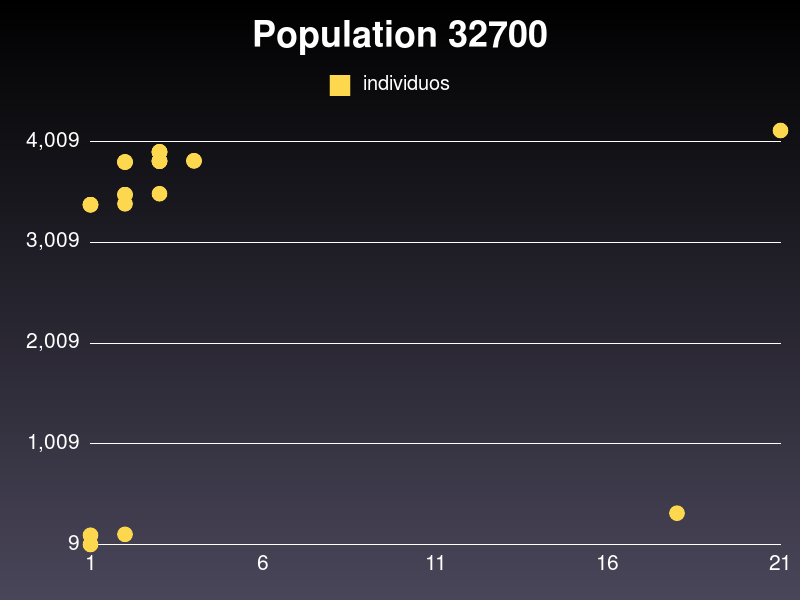 Population 32700
individuos
4,009
3,009
2,009
1,009
9
1 6 11 16 21